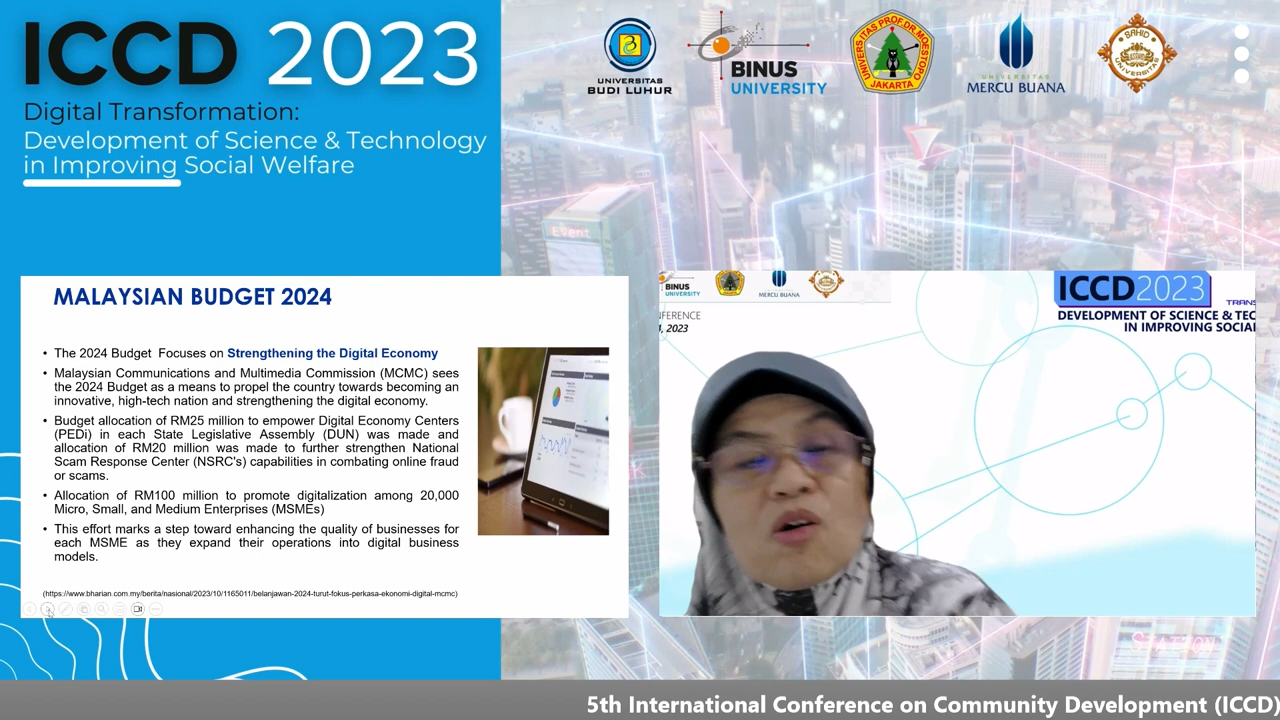 ICCD 2023
Digital Transformation:
Development of Science & Technology
in Improving Social Welfare
UNIVERSITAS
BUDI LUHUR
BINUS
UNIVERSITY
UNIVERSITAS PROF.DR.MOESTOPO
JAKARTA
UNIVERSITAS
MERCU BUANA
SAHID
UNIVERSITAS
Event
MALAYSIAN BUDGET 2024
• The 2024 Budget Focuses on Strengthening the Digital Economy
• Malaysian Communications and Multimedia Commission (MCMC) sees
the 2024 Budget as a means to propel the country towards becoming an
innovative, high-tech nation and strengthening the digital economy.
• Budget allocation of RM25 million to empower Digital Economy Centers
(PEDi) in each State Legislative Assembly (DUN) was made and
allocation of RM20 million was made to further strengthen National
Scam Response Center (NSRC's) capabilities in combating online fraud
or scams.
• Allocation of RM100 million to promote digitalization among 20,000
Micro, Small, and Medium Enterprises (MSMEs)
• This effort marks a step toward enhancing the quality of businesses for
each MSME as they expand their operations into digital business
models.
(https://www.bharian.com.my/berita/nasional/2023/10/1165011/belanjawan-2024-turut-fokus-perkasa-ekonomi-digital-mcmc)
BINUS
UNIVERSITY
MERCU BUANA
NFERENCE
4, 2023
ICCD2023
TRANS
DEVELOPMENT OF SCIENCE & TEC
IN IMPROVING SOCIAL
5th International Conference on Community Development (ICCD)